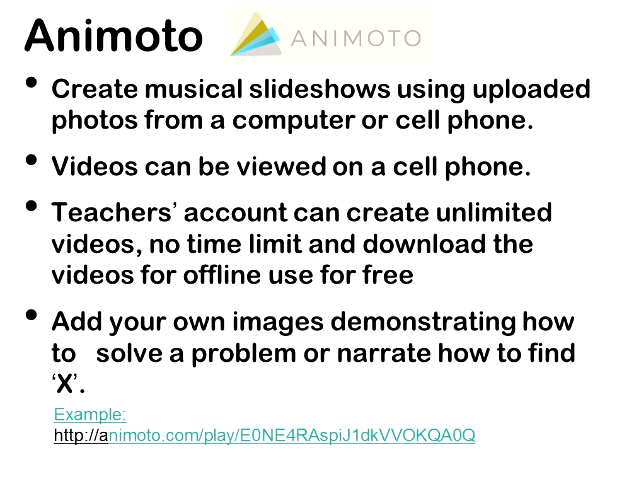 Animoto
ANIMOTO
• Create musical slideshows using uploaded
photos from a computer or cell phone.
• Videos can be viewed on a cell phone.
• Teachers’ account can create unlimited
videos, no time limit and download the
videos for offline use for free
• Add your own images demonstrating how
to   solve a problem or narrate how to find
‘X’.
Example:
http://animoto.com/play/E0NE4RAspiJ1dkVVOKQA0Q